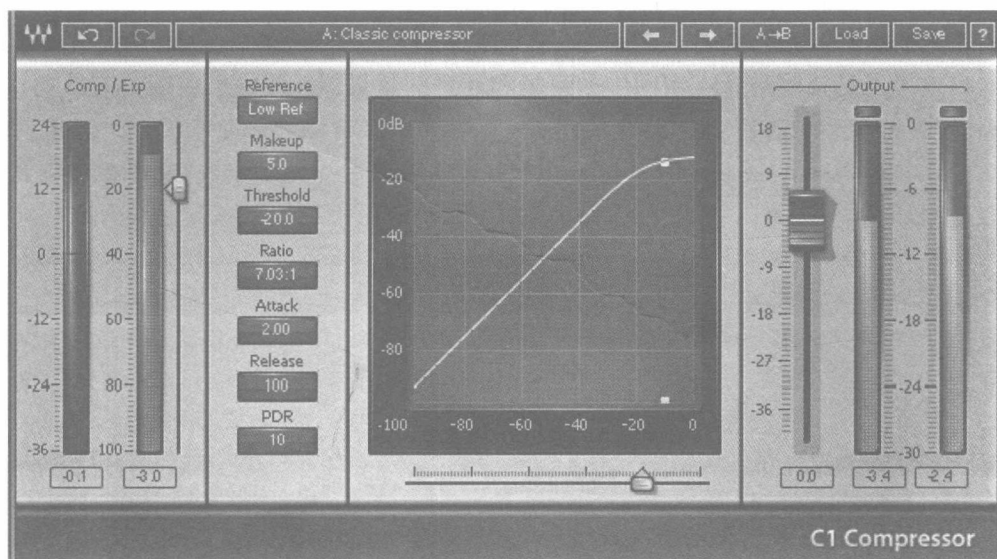 A: Classic compressor
A→B
Load
Save
?
Comp / Exp
24
12
0
-12
-24
-36
-0.1
0
20
40
60
80
100
-3.0
Reference
Low Ref
Makeup
5.0
Threshold
-20.0
Ratio
7.03:1
Attack
2.00
Release
100
PDR
10
0dB
-20
-40
-60
-80
-100
-80
-60
-40
-20
0
Output
18
9
0
-9
-18
-27
-36
0.0
0
-6
-12
-18
-24
-30
-3.4
-2.4
C1 Compressor